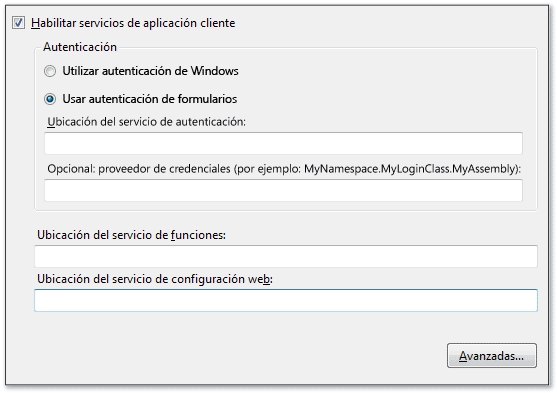 Habilitar servicios de aplicación cliente
Autenticación
Utilizar autenticación de Windows
Usar autenticación de formularios
Ubicación del servicio de autenticación:
Opcional: proveedor de credenciales (por ejemplo: MyNamespace.MyLoginClass.MyAssembly):
Ubicación del servicio de funciones:
Ubicación del servicio de configuración web:
Avanzadas...